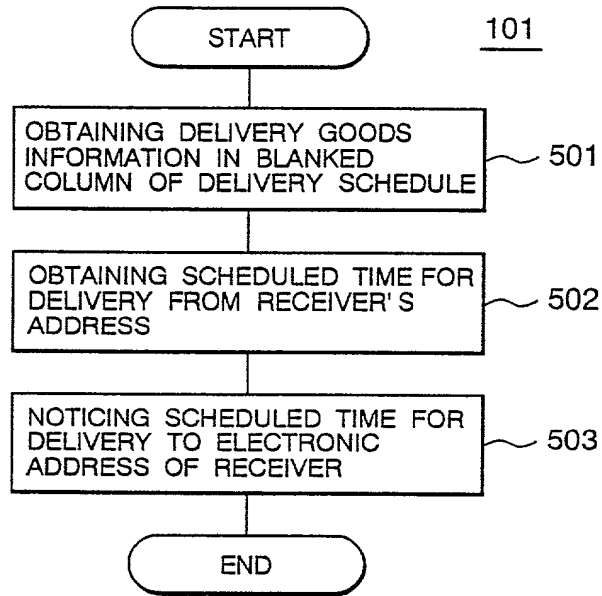 START
101
OBTAINING DELIVERY GOODS
INFORMATION IN BLANKED
COLUMN OF DELIVERY SCHEDULE
501
OBTAINING SCHEDULED TIME FOR
DELIVERY FROM RECEIVER'S
ADDRESS
502
NOTICING SCHEDULED TIME FOR
DELIVERY TO ELECTRONIC
ADDRESS OF RECEIVER
503
END